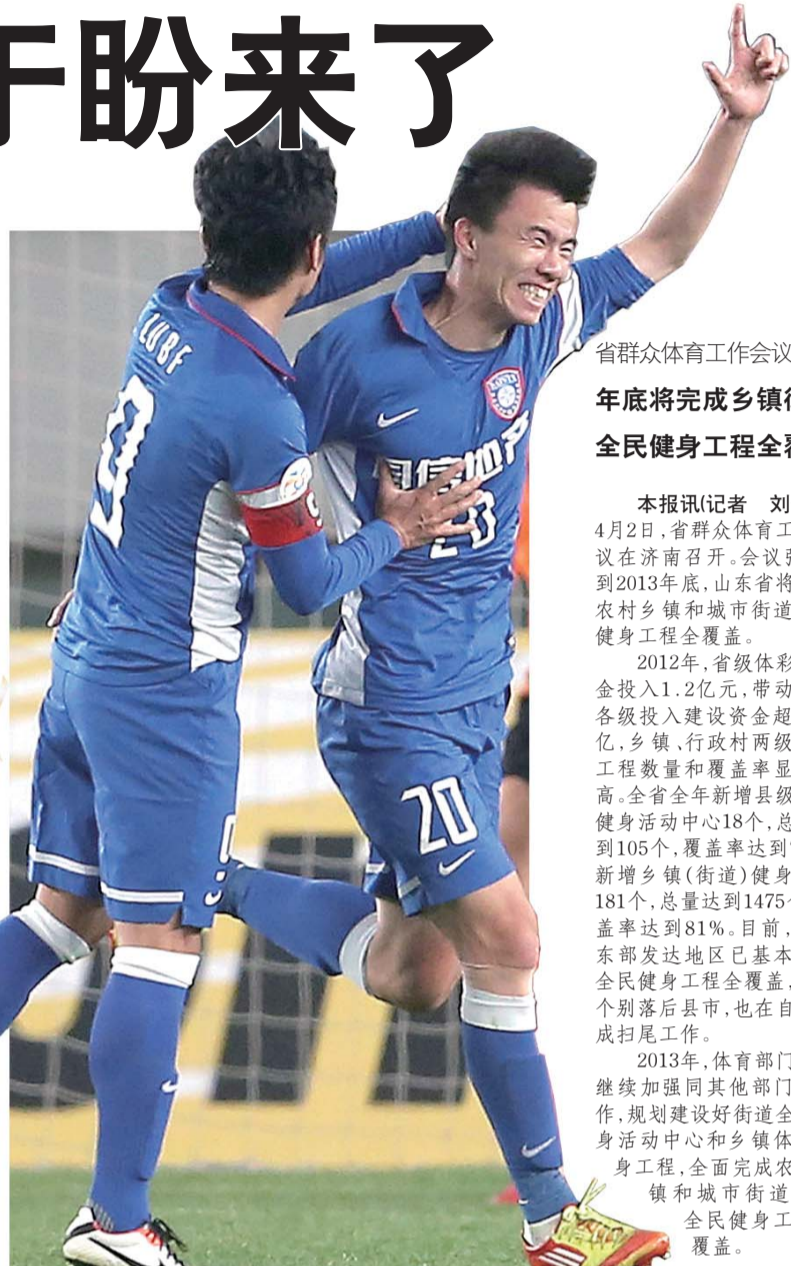 于盼来了
LUBF
9
9
国信地产
20
20
省群众体育工作会议
年底将完成乡镇街
全民健身工程全覆
本报讯(记者 刘
4月2日,省群众体育工
议在济南召开。会议强
到2013年底,山东省将
农村乡镇和城市街道
健身工程全覆盖。
2012年,省级体彩
金投入1.2亿元,带动
各级投入建设资金超
亿,乡镇、行政村两级
工程数量和覆盖率显
高。全省全年新增县级
健身活动中心18个,总
到105个,覆盖率达到
新增乡镇(街道)健身
181个,总量达到1475个
盖率达到81%。目前,
东部发达地区已基本
全民健身工程全覆盖,
个别落后县市,也在自
成扫尾工作。
2013年,体育部门
继续加强同其他部门
作,规划建设好街道全
身活动中心和乡镇体
身工程,全面完成农
镇和城市街道
全民健身工
覆盖。